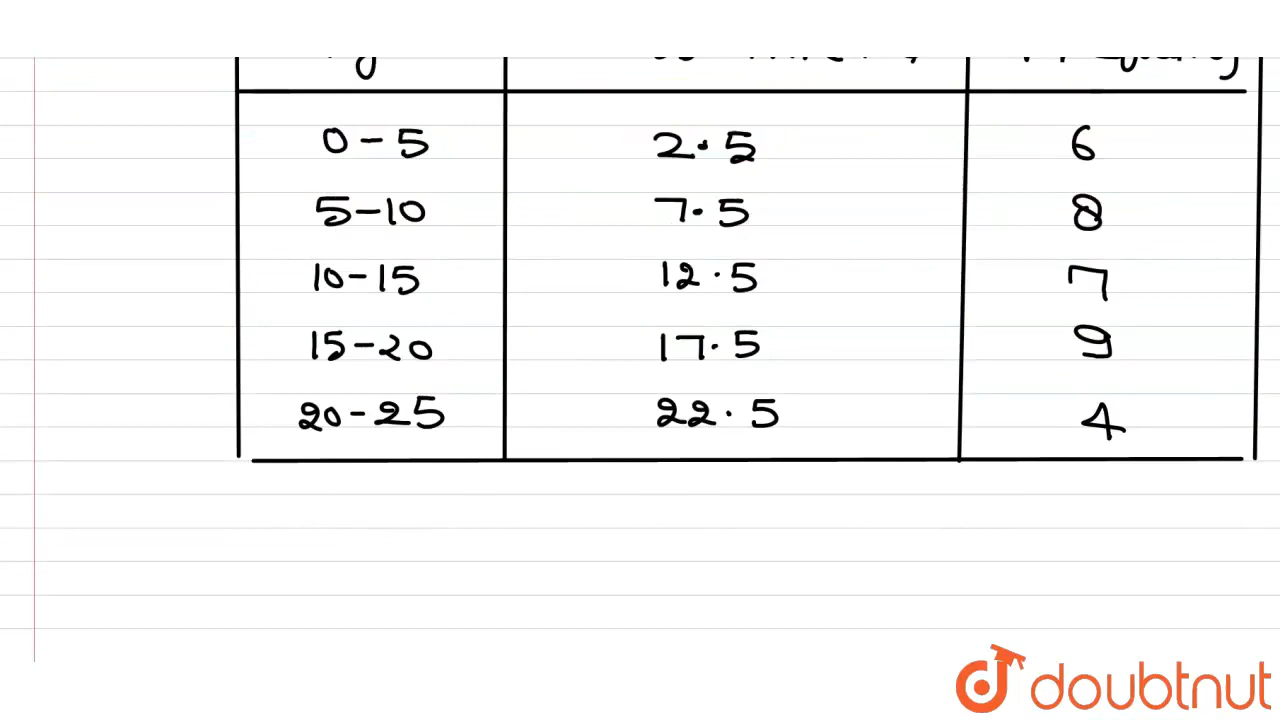 0 - 5 2.5 6
5 - 10 7.5 8
10 - 15 12.5 7
15 - 20 17.5 9
20 - 25 22.5 4
doubtnut